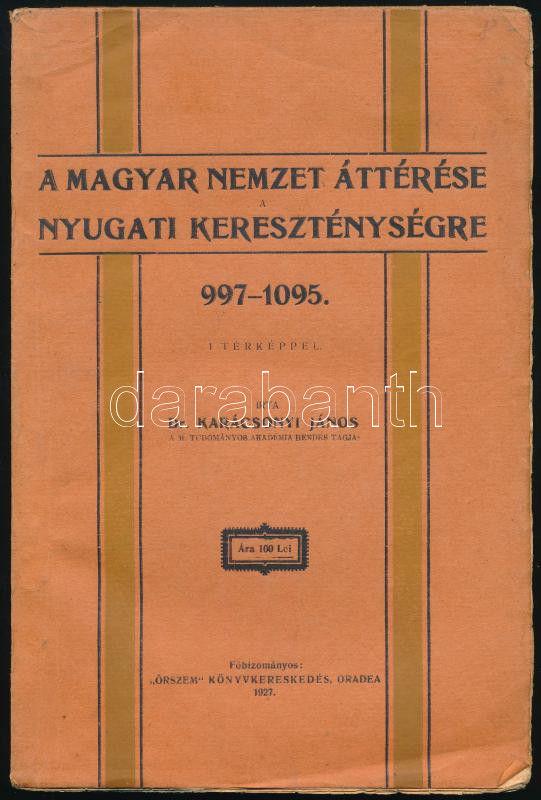 A MAGYAR NEMZET ÁTTÉRÉSE
A
NYUGATI KERESZTÉNYSÉGRE
997–1095.
1 TÉRKÉPPEL.
darabanth
IRTA
DR. KARÁCSONYI JÁNOS
A M. TUDOMÁNYOS AKADÉMIA RENDES TAGJA
Ára 100 Lei
Főbizományos:
„ŐRSZEM“ KÖNYVKERESKEDÉS, ORADEA
1927.